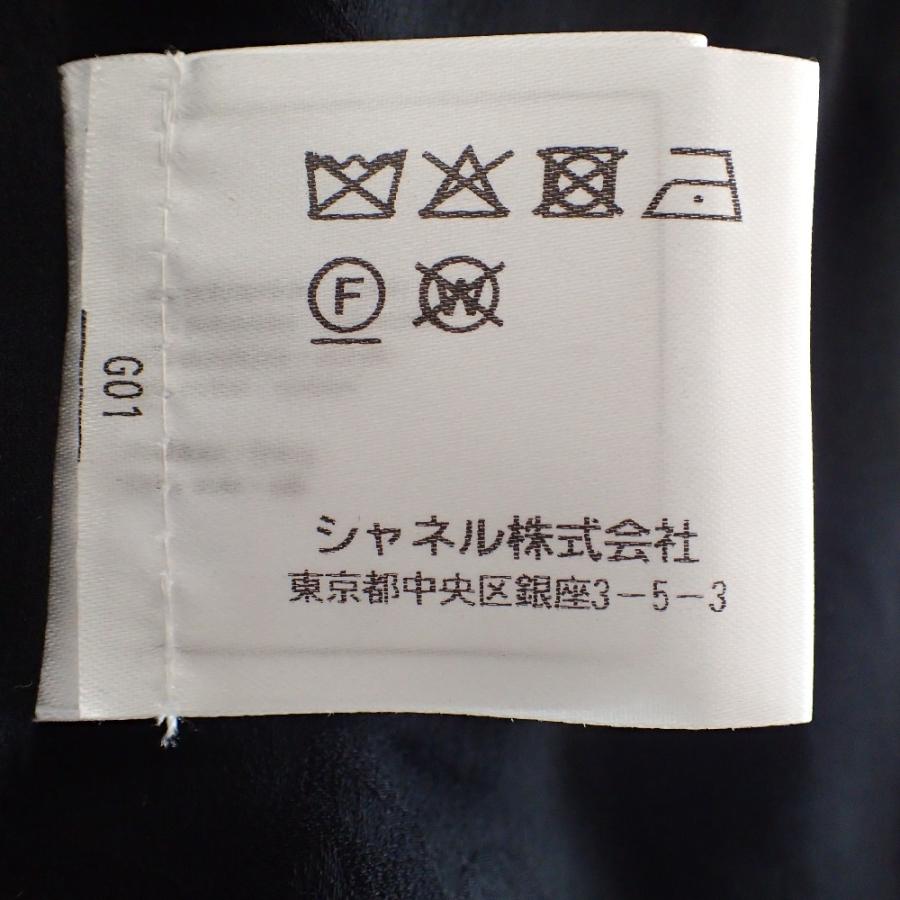 F W
G01
シャネル株式会社
東京都中央区銀座3-5-3